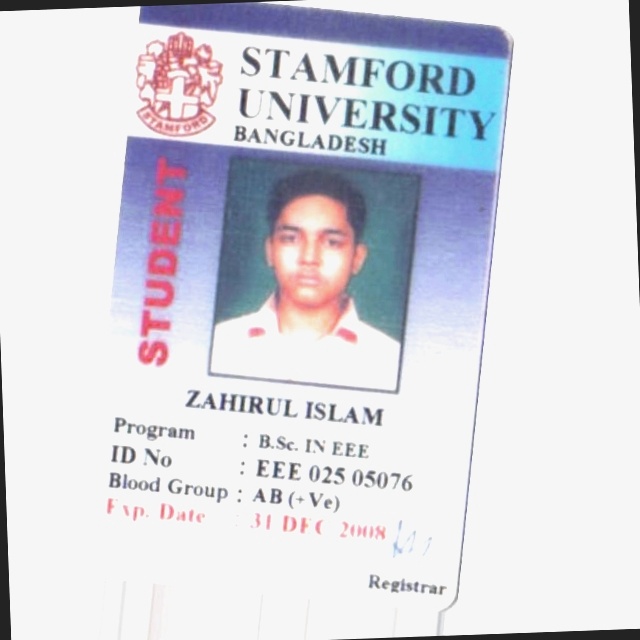 STAMFORD
UNIVERSITY
BANGLADESH
STAMFORD
STUDENT
ZAHIRUL ISLAM
Program : B.Sc. IN EEE
ID No : EEE 025 05076
Blood Group : AB (+Ve)
Exp. Date : 31 DEC 2008
Registrar